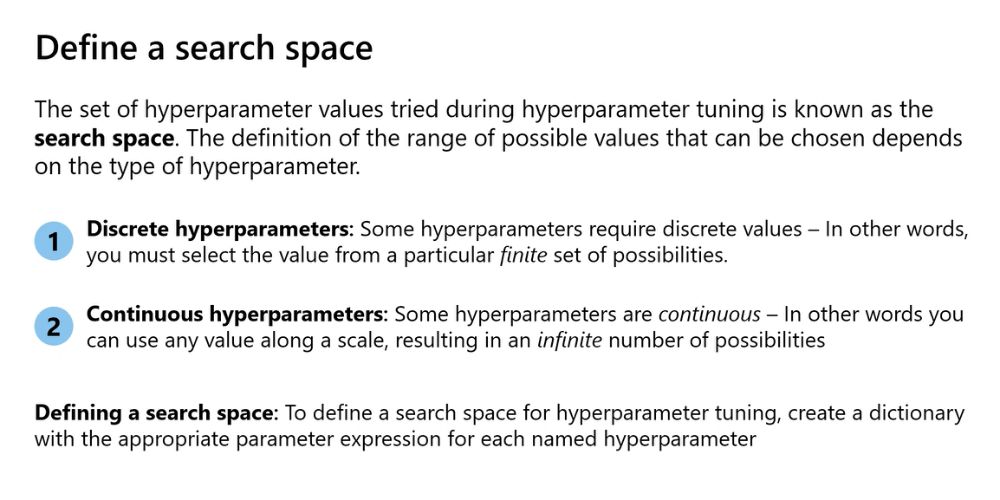 Define a search space
The set of hyperparameter values tried during hyperparameter tuning is known as the
search space. The definition of the range of possible values that can be chosen depends
on the type of hyperparameter.
1
Discrete hyperparameters: Some hyperparameters require discrete values – In other words,
you must select the value from a particular finite set of possibilities.
2
Continuous hyperparameters: Some hyperparameters are continuous – In other words you
can use any value along a scale, resulting in an infinite number of possibilities
Defining a search space: To define a search space for hyperparameter tuning, create a dictionary
with the appropriate parameter expression for each named hyperparameter